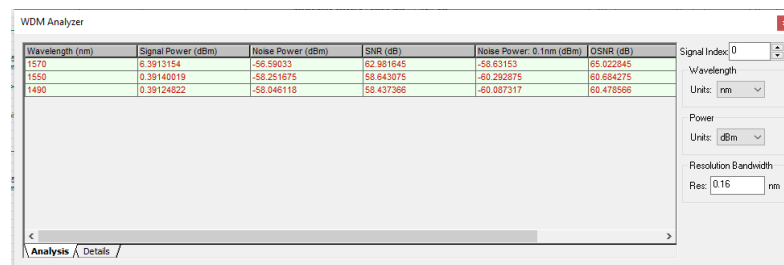 WDM Analyzer
Wavelength (nm) Signal Power (dBm) Noise Power (dBm) SNR (dB) Noise Power: 0.1nm (dBm) OSNR (dB)
1570 6.3913154 -56.59033 62.981645 -58.63153 65.022845
1550 0.39140019 -58.251675 58.643075 -60.292875 60.684275
1490 0.39124822 -58.046118 58.437366 -60.087317 60.478566
Signal Index: 0
Wavelength
Units: nm
Power
Units: dBm
Resolution Bandwidth
Res: 0.16 nm
Analysis Details